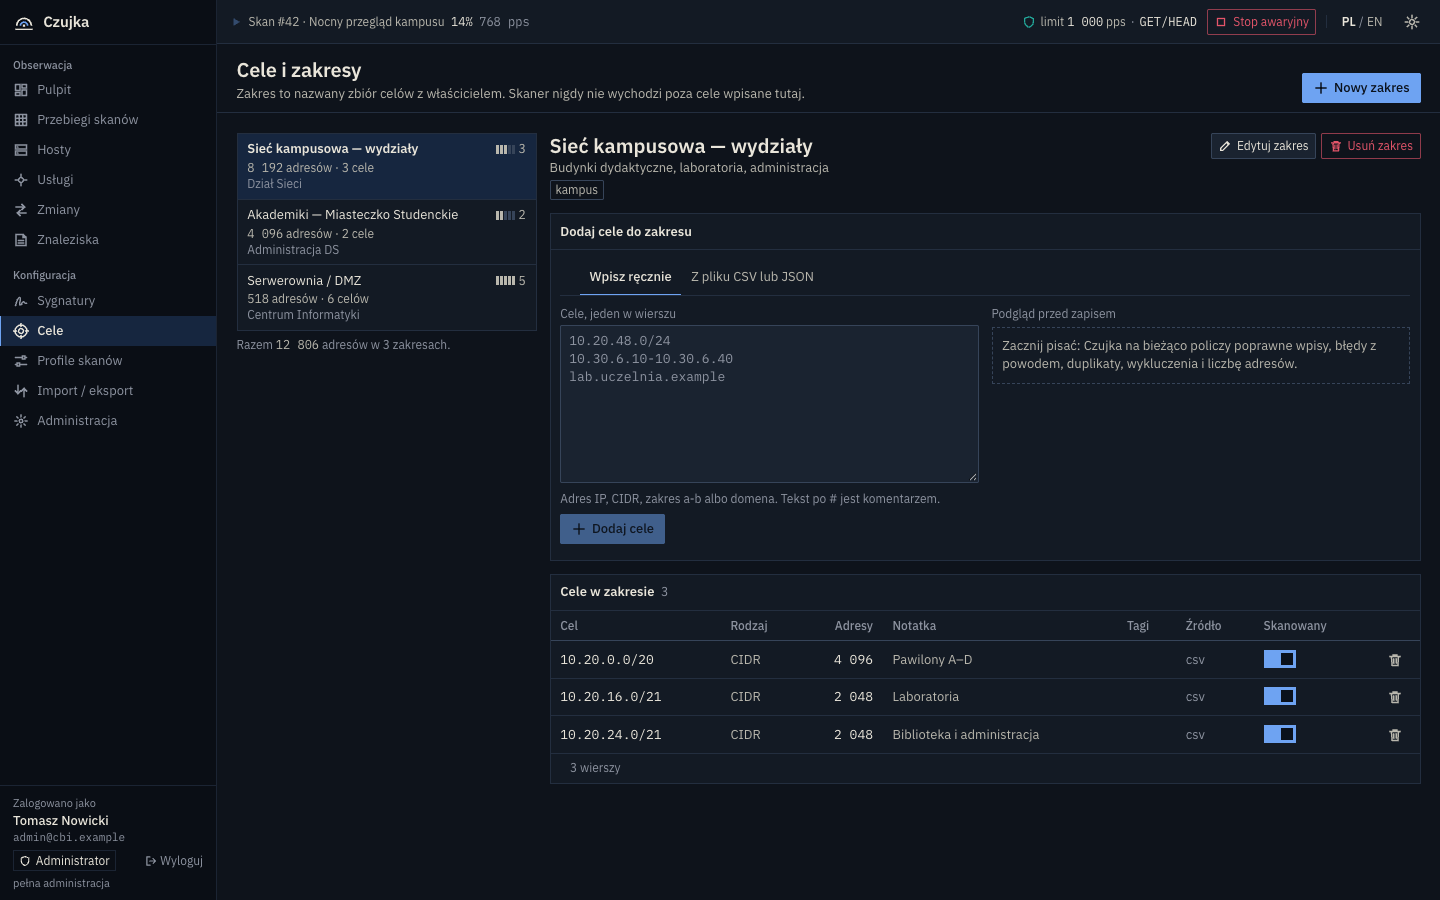 Czujka
Skan #42 · Nocny przegląd kampusu 14% 768 pps
limit 1 000 pps · GET/HEAD
Stop awaryjny
PL / EN
Obserwacja
Pulpit
Przebiegi skanów
Hosty
Usługi
Zmiany
Znaleziska
Konfiguracja
Sygnatury
Cele
Profile skanów
Import / eksport
Administracja
Zalogowano jako
Tomasz Nowicki
admin@cbi.example
Administrator
Wyloguj
pełna administracja
Cele i zakresy
Zakres to nazwany zbiór celów z właścicielem. Skaner nigdy nie wychodzi poza cele wpisane tutaj.
Nowy zakres
Sieć kampusowa — wydziały 3
8 192 adresów · 3 cele
Dział Sieci
Akademiki — Miasteczko Studenckie 2
4 096 adresów · 2 cele
Administracja DS
Serwerownia / DMZ 5
518 adresów · 6 celów
Centrum Informatyki
Razem 12 806 adresów w 3 zakresach.
Sieć kampusowa — wydziały
Budynki dydaktyczne, laboratoria, administracja
kampus
Edytuj zakres
Usuń zakres
Dodaj cele do zakresu
Wpisz ręcznie
Z pliku CSV lub JSON
Cele, jeden w wierszu
10.20.48.0/24
10.30.6.10-10.30.6.40
lab.uczelnia.example
Adres IP, CIDR, zakres a-b albo domena. Tekst po # jest komentarzem.
Dodaj cele
Podgląd przed zapisem
Zacznij pisać: Czujka na bieżąco policzy poprawne wpisy, błędy z
powodem, duplikaty, wykluczenia i liczbę adresów.
Cele w zakresie 3
Cel Rodzaj Adresy Notatka Tagi Źródło Skanowany
10.20.0.0/20 CIDR 4 096 Pawilony A–D csv
10.20.16.0/21 CIDR 2 048 Laboratoria csv
10.20.24.0/21 CIDR 2 048 Biblioteka i administracja csv
3 wierszy